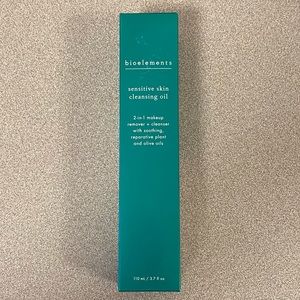 bioelements
sensitive skin
cleansing oil
2-in-1 makeup
remover + cleanser
with soothing,
reparative plant
and olive oils
110 mL / 3.7 fl oz